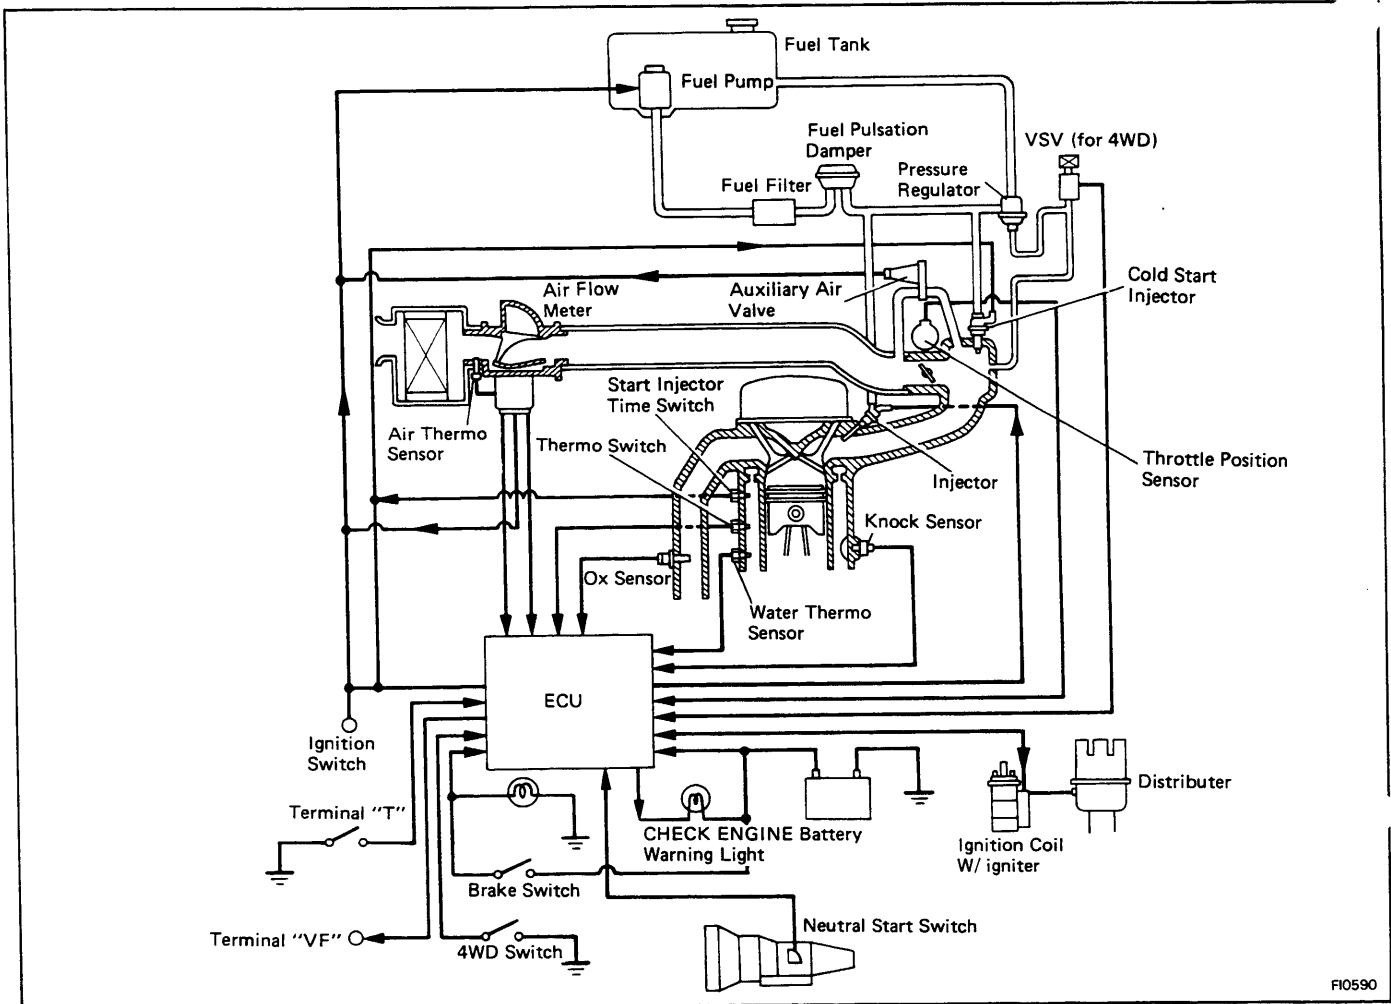 Fuel Tank
Fuel Pump
Fuel Pulsation
Damper
VSV (for 4WD)
Pressure
Regulator
Fuel Filter
Cold Start
Injector
Air Flow
Meter
Auxiliary Air
Valve
Start Injector
Time Switch
Air Thermo
Sensor
Thermo Switch
Throttle Position
Sensor
Injector
Knock Sensor
Ox Sensor
Water Thermo
Sensor
ECU
Ignition
Switch
Distributer
Terminal "T"
CHECK ENGINE
Warning Light
Battery
Ignition Coil
W/ igniter
Brake Switch
Neutral Start Switch
Terminal "VF"
4WD Switch
FI0590